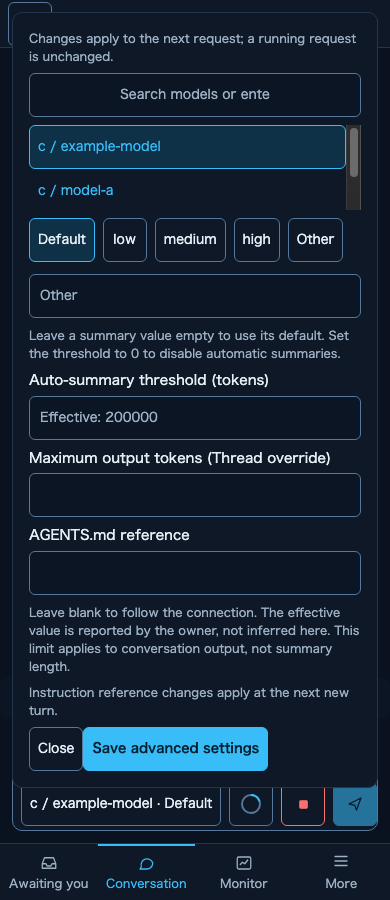 Changes apply to the next request; a running request
is unchanged.
Search models or ente
c / example-model
c / model-a
Default low medium high Other
Other
Leave a summary value empty to use its default. Set
the threshold to 0 to disable automatic summaries.
Auto-summary threshold (tokens)
Effective: 200000
Maximum output tokens (Thread override)
AGENTS.md reference
Leave blank to follow the connection. The effective
value is reported by the owner, not inferred here. This
limit applies to conversation output, not summary
length.
Instruction reference changes apply at the next new
turn.
Close Save advanced settings
c / example-model · Default
Awaiting you Conversation Monitor More